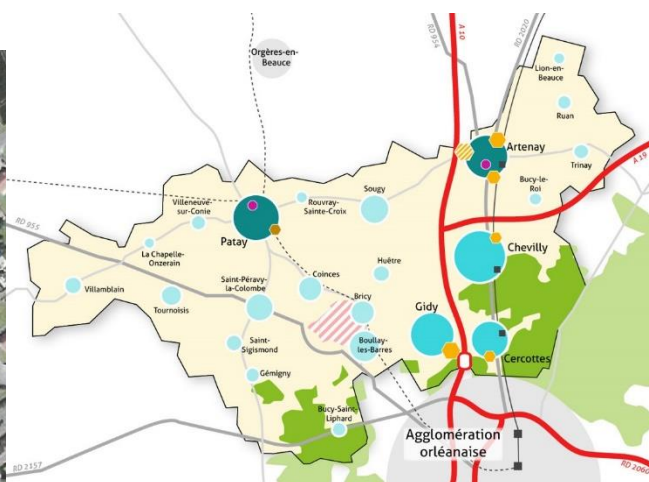 A 10
RD 954
RD 2020
Orgères-en-
Beauce
Lion-en-
Beauce
Ruan
Artenay
Trinay
A 19
Bucy-le-
Roi
Sougy
Rouvray-
Sainte-Croix
Villeneuve-
sur-Conie
Patay
RD 955
La Chapelle-
Onzerain
Chevilly
Huêtre
Coinces
Saint-Péravy-
la-Colombe
Villamblain
Tournoisis
Bricy
Gidy
Boullay-
les-Barres
Saint-
Sigismond
Cercottes
Gémigny
Bucy-Saint-
Liphard
Agglomération
orléanaise
RD 2157
RD 2060